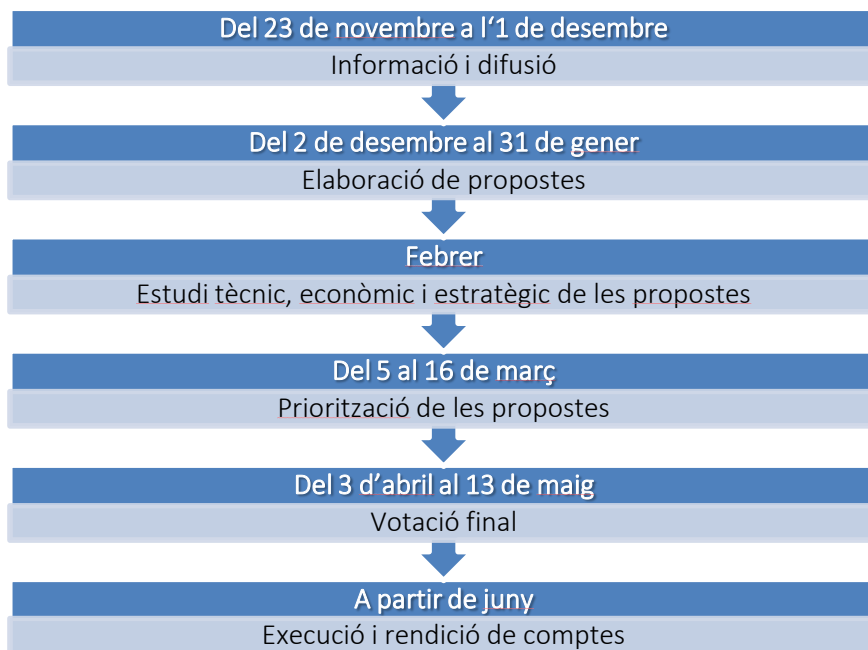 Del 23 de novembre a l‘1 de desembre
Informació i difusió
Del 2 de desembre al 31 de gener
Elaboració de propostes
Febrer
Estudi tècnic, econòmic i estratègic de les propostes
Del 5 al 16 de març
Priorització de les propostes
Del 3 d’abril al 13 de maig
Votació final
A partir de juny
Execució i rendició de comptes